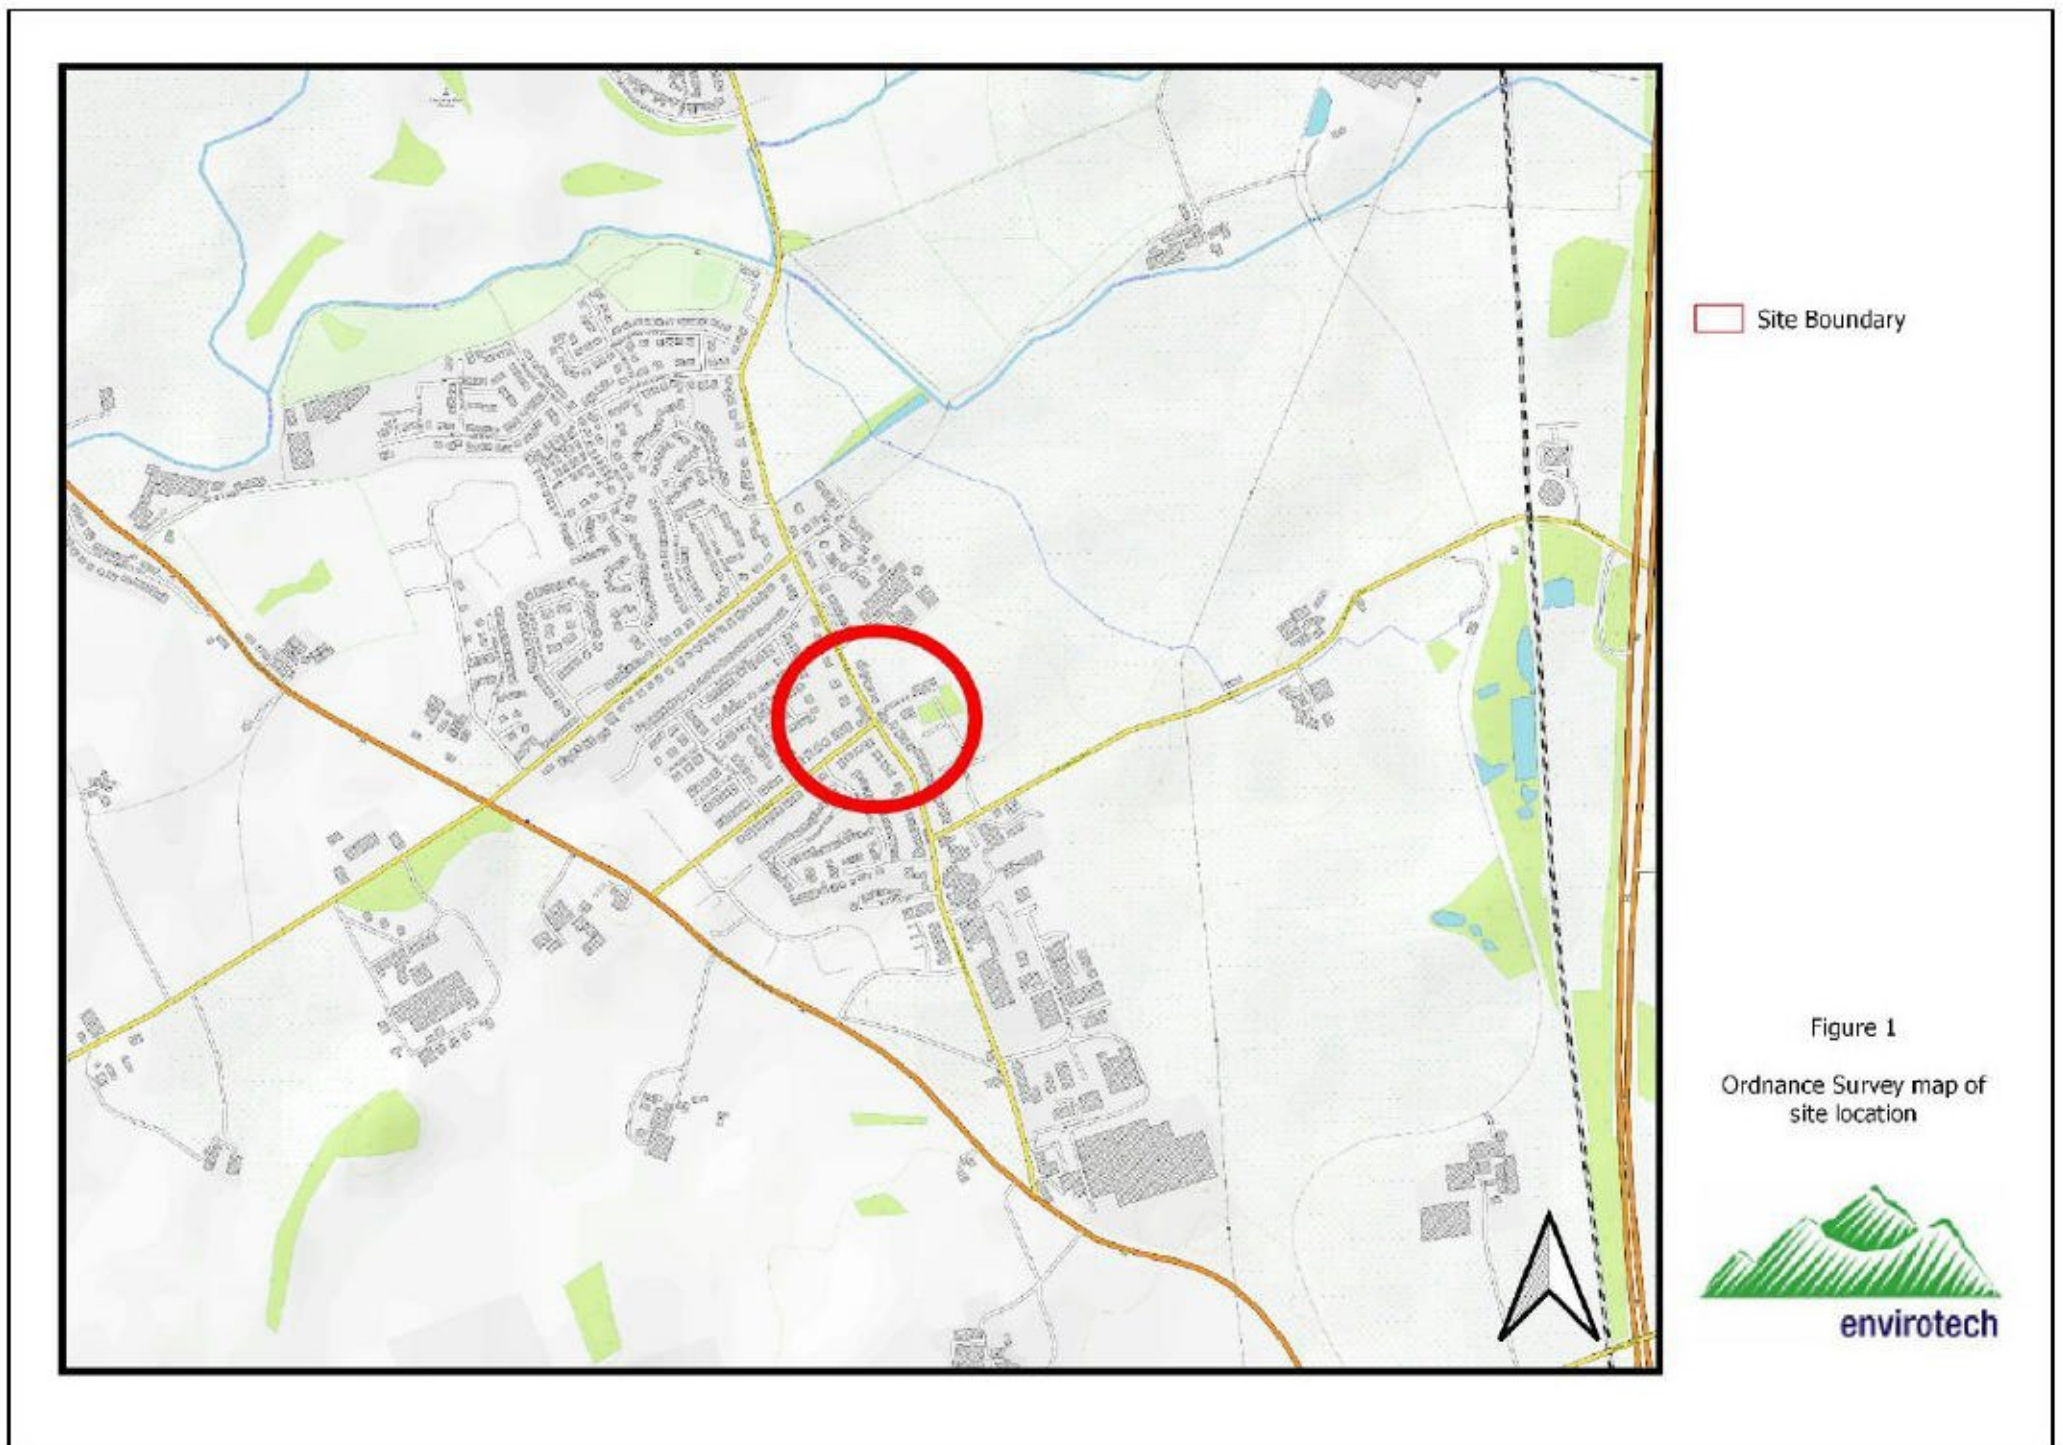 Site Boundary
Figure 1
Ordnance Survey map of
site location
envirotech